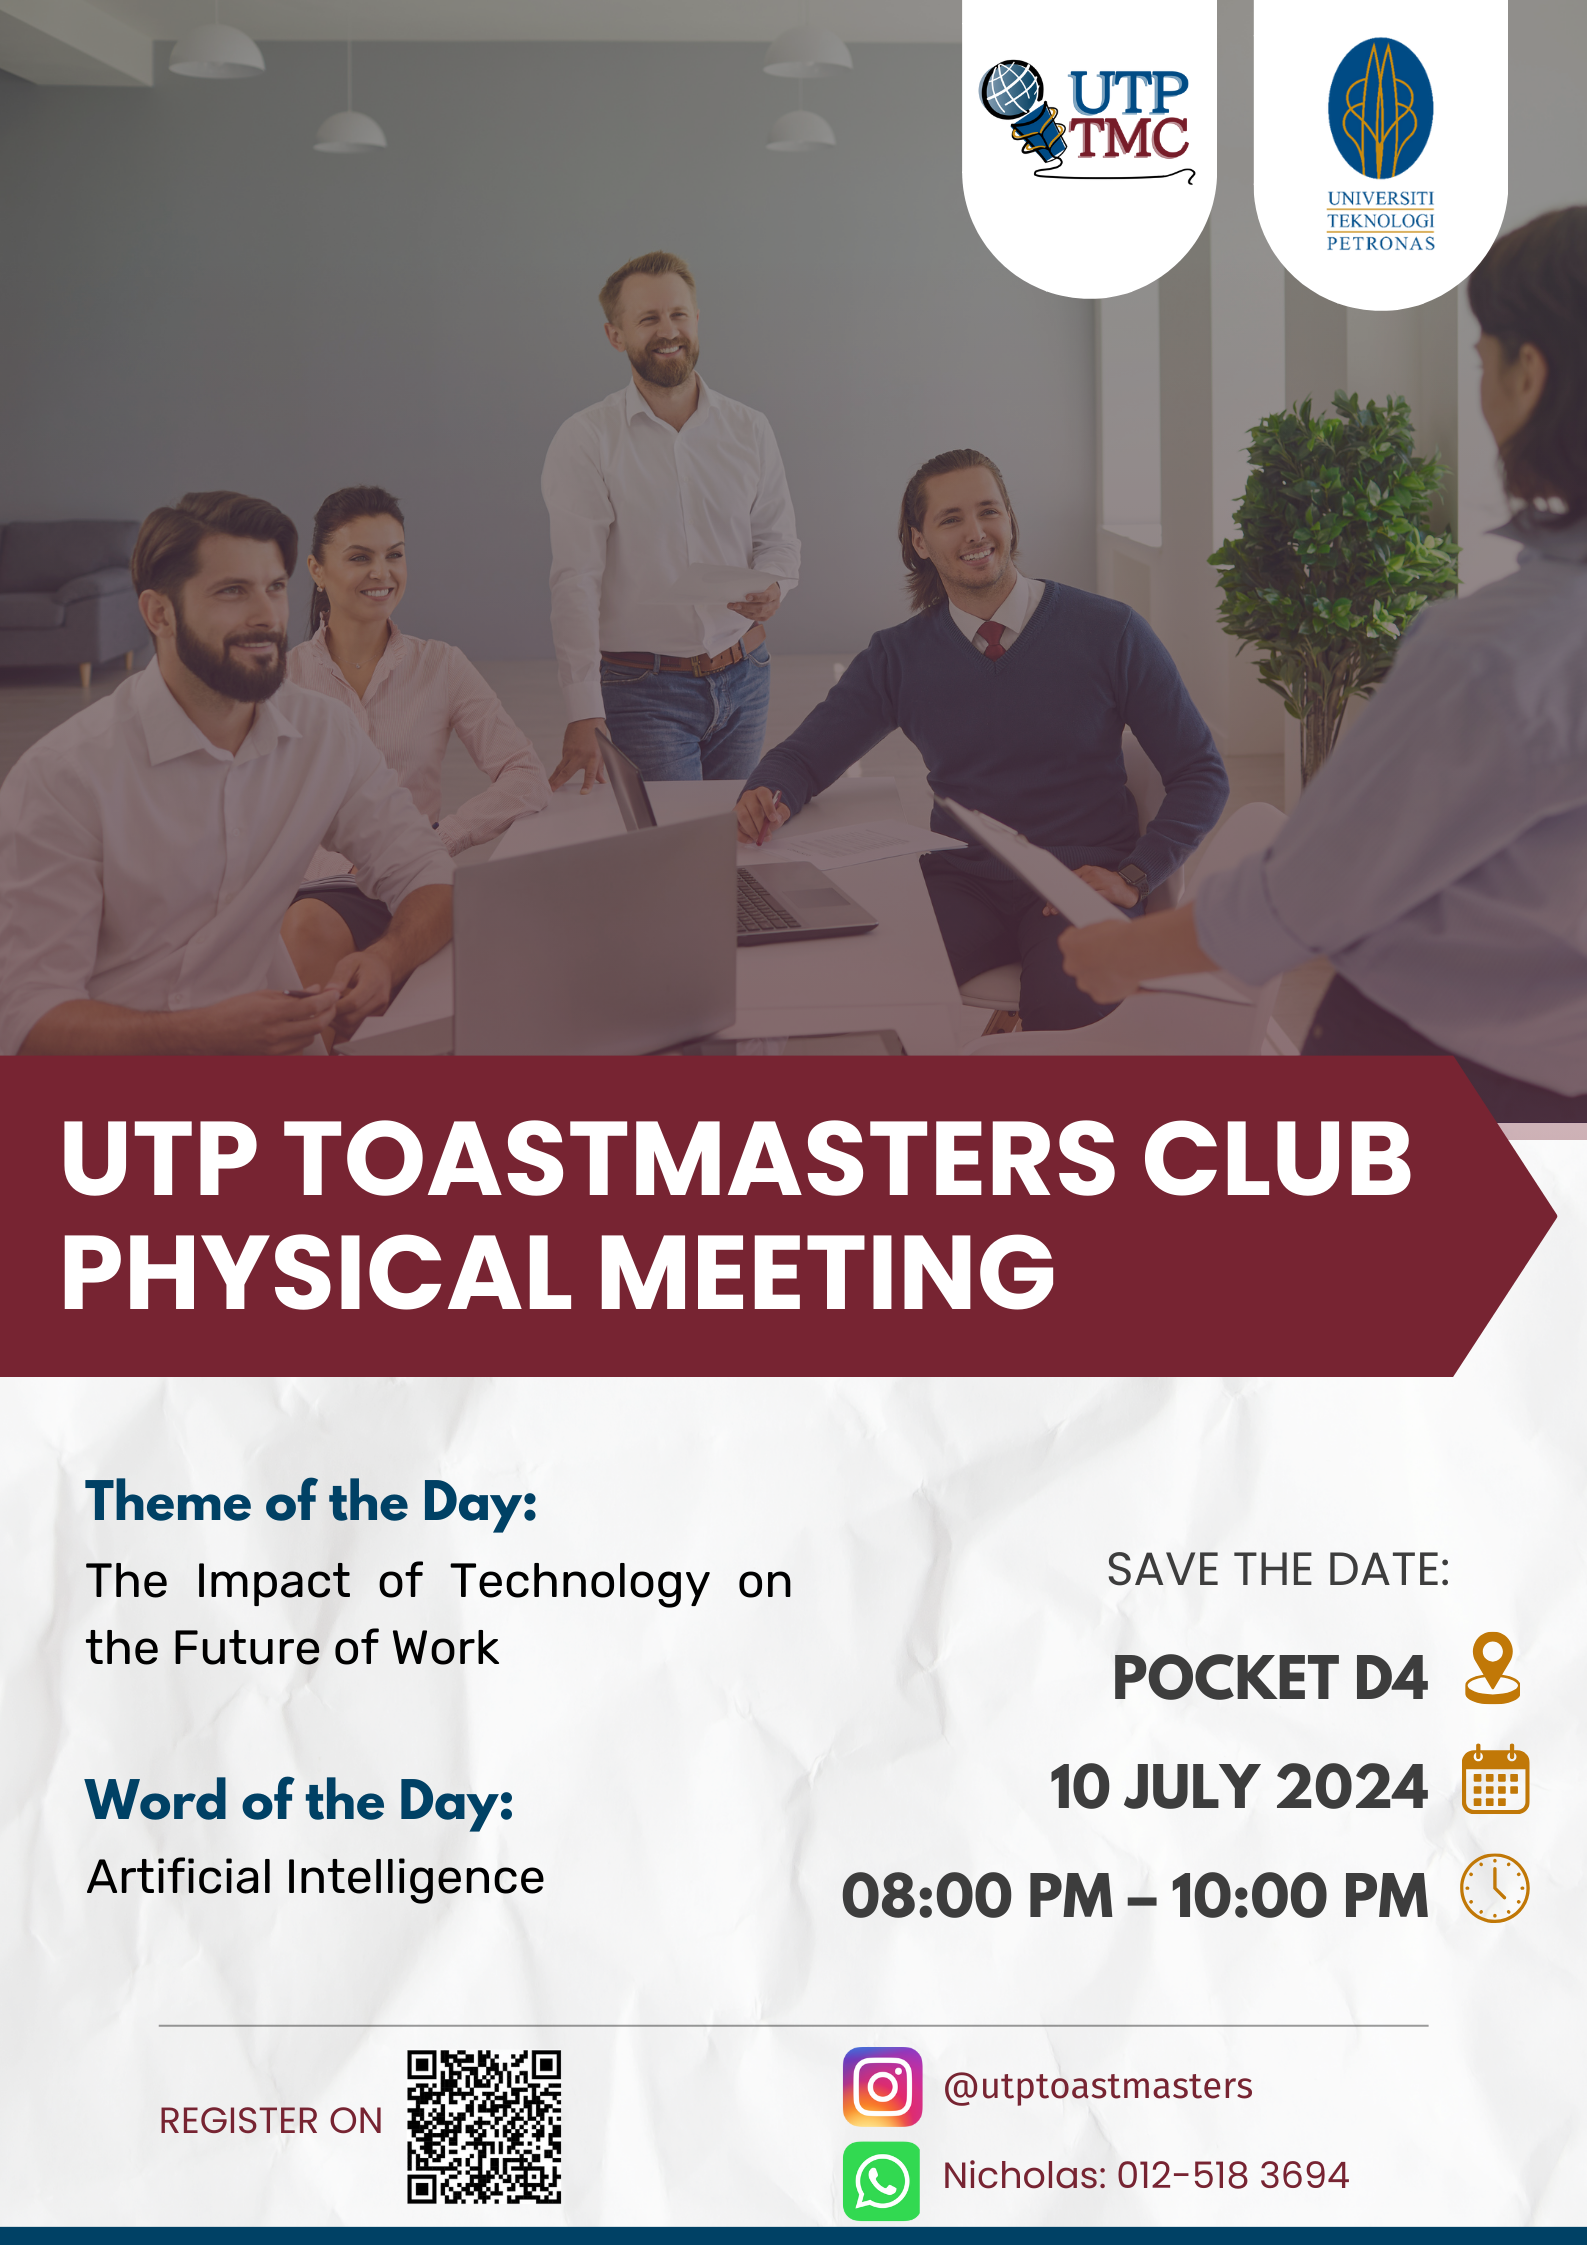 UTP
TMC
UNIVERSITI
TEKNOLOGI
PETRONAS
UTP TOASTMASTERS CLUB
PHYSICAL MEETING
Theme of the Day:
The Impact of Technology on
the Future of Work
Word of the Day:
Artificial Intelligence
SAVE THE DATE:
POCKET D4
10 JULY 2024
08:00 PM – 10:00 PM
REGISTER ON
@utptoastmasters
Nicholas: 012-518 3694